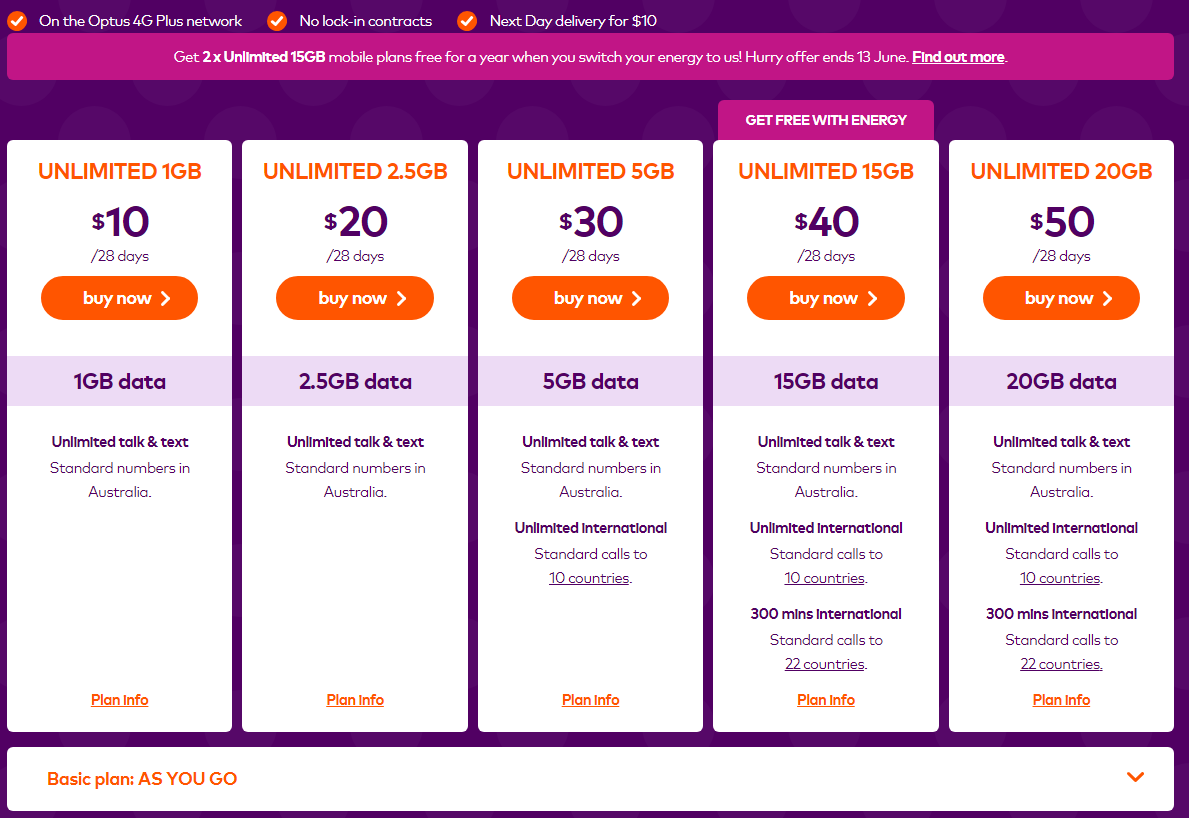 On the Optus 4G Plus network
No lock-in contracts
Next Day delivery for $10
Get 2 x Unlimited 15GB mobile plans free for a year when you switch your energy to us! Hurry offer ends 13 June. Find out more.
GET FREE WITH ENERGY
UNLIMITED 1GB
$10
/28 days
buy now
1GB data
Unlimited talk & text
Standard numbers in
Australia.
Plan info
UNLIMITED 2.5GB
$20
/28 days
buy now
2.5GB data
Unlimited talk & text
Standard numbers in
Australia.
Plan info
UNLIMITED 5GB
$30
/28 days
buy now
5GB data
Unlimited talk & text
Standard numbers in
Australia.
Unlimited international
Standard calls to
10 countries.
Plan info
UNLIMITED 15GB
$40
/28 days
buy now
15GB data
Unlimited talk & text
Standard numbers in
Australia.
Unlimited international
Standard calls to
10 countries.
300 mins international
Standard calls to
22 countries.
Plan info
UNLIMITED 20GB
$50
/28 days
buy now
20GB data
Unlimited talk & text
Standard numbers in
Australia.
Unlimited international
Standard calls to
10 countries.
300 mins international
Standard calls to
22 countries.
Plan info
Basic plan: AS YOU GO